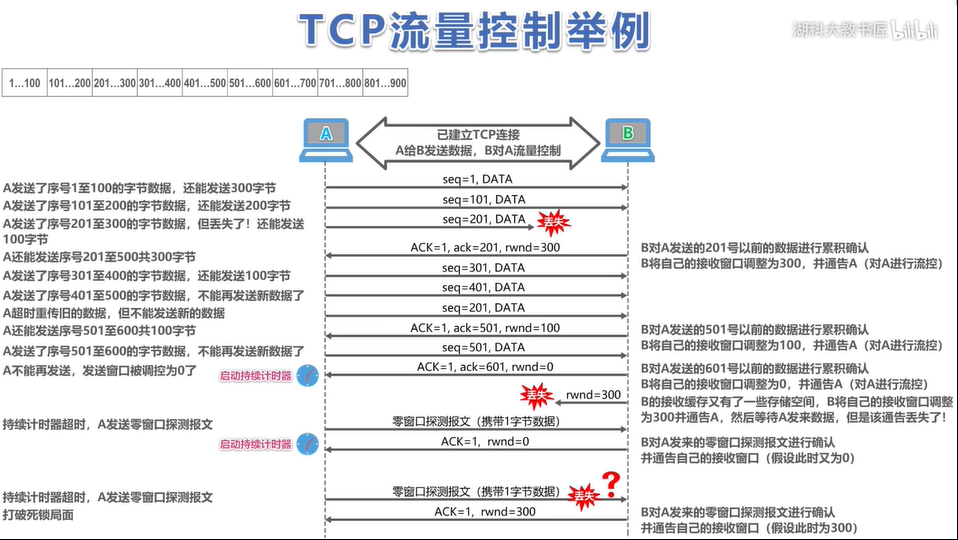 TCP流量控制举例
湖科大教书匠 bilibili
1...100 101...200 201...300 301...400 401...500 501...600 601...700 701...800 801...900
A
已建立TCP连接
A给B发送数据，B对A流量控制
B
A发送了序号1至100的字节数据，还能发送300字节
seq=1, DATA
A发送了序号101至200的字节数据，还能发送200字节
seq=101, DATA
A发送了序号201至300的字节数据，但丢失了！还能发送
100字节
seq=201, DATA
丢失
A还能发送序号201至500共300字节
ACK=1, ack=201, rwnd=300
B对A发送的201号以前的数据进行累积确认
B将自己的接收窗口调整为300，并通告A（对A进行流控）
A发送了序号301至400的字节数据，还能发送100字节
seq=301, DATA
A发送了序号401至500的字节数据，不能再发送新数据了
seq=401, DATA
A超时重传旧的数据，但不能发送新的数据
seq=201, DATA
A还能发送序号501至600共100字节
ACK=1, ack=501, rwnd=100
B对A发送的501号以前的数据进行累积确认
B将自己的接收窗口调整为100，并通告A（对A进行流控）
A发送了序号501至600的字节数据，不能再发送新数据了
seq=501, DATA
A不能再发送，发送窗口被调控为0了
启动持续计时器
ACK=1, ack=601, rwnd=0
B对A发送的601号以前的数据进行累积确认
B将自己的接收窗口调整为0，并通告A（对A进行流控）
丢失
rwnd=300
B的接收缓存又有了一些存储空间，B将自己的接收窗口调整
为300并通告A，然后等待A发来数据，但是该通告丢失了！
持续计时器超时，A发送零窗口探测报文
零窗口探测报文（携带1字节数据）
启动持续计时器
ACK=1, rwnd=0
B对A发来的零窗口探测报文进行确认
并通告自己的接收窗口（假设此时又为0）
持续计时器超时，A发送零窗口探测报文
打破死锁局面
零窗口探测报文（携带1字节数据）
丢失
?
ACK=1, rwnd=300
B对A发来的零窗口探测报文进行确认
并通告自己的接收窗口（假设此时为300）